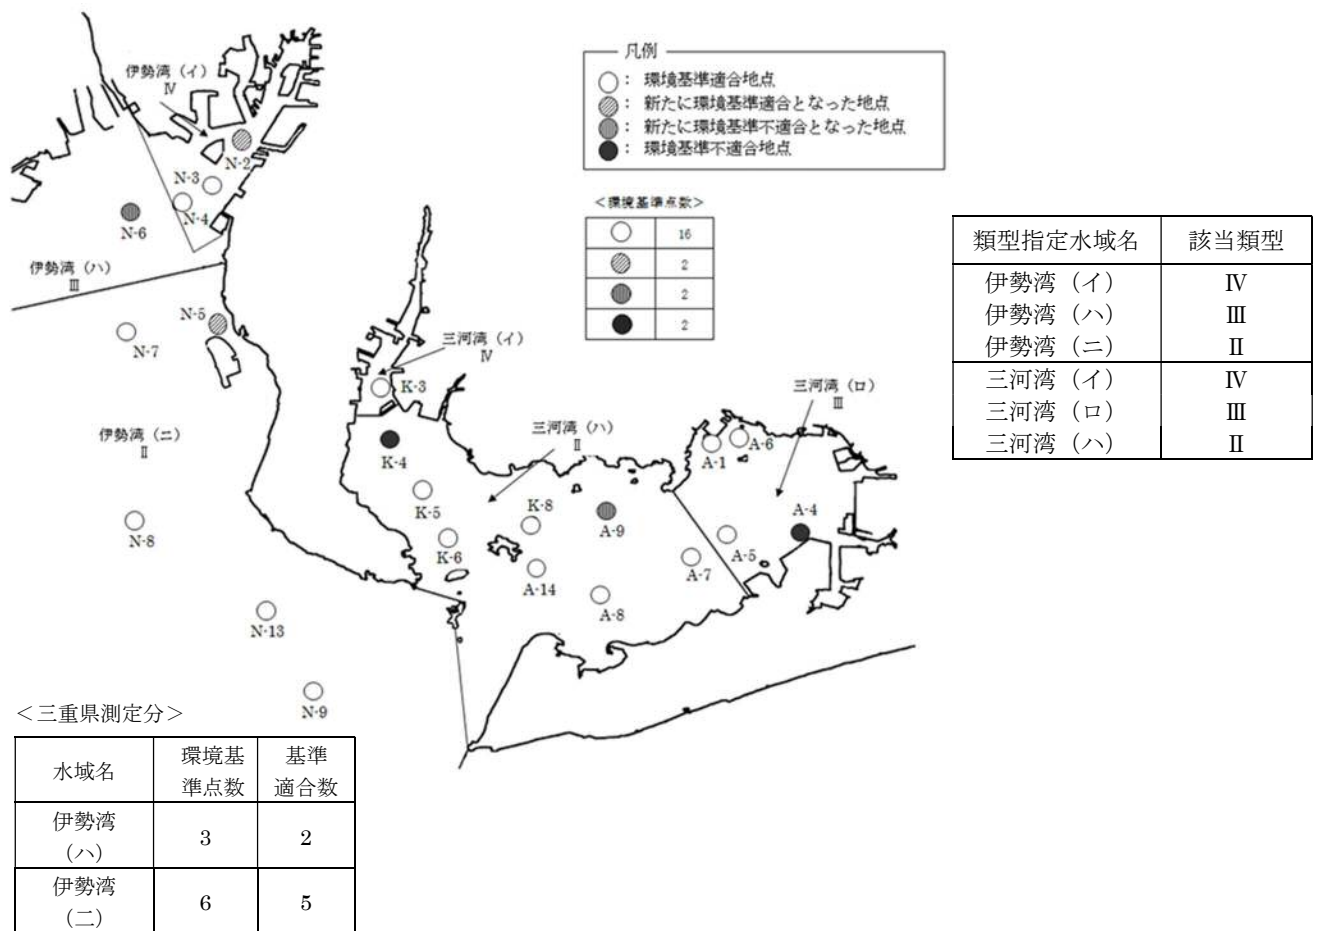 伊勢湾（イ）
Ⅳ
N-2
N-3
N-4
N-6
伊勢湾（ハ）
Ⅲ
N-5
N-7
伊勢湾（ニ）
Ⅱ
N-8
N-13
N-9
三河湾（イ）
Ⅳ
K-3
K-4
K-5
K-6
三河湾（ハ）
Ⅱ
K-8
A-14
A-9
A-8
A-7
三河湾（ロ）
Ⅲ
A-1
A-6
A-4
A-5
凡例
： 環境基準適合地点
： 新たに環境基準適合となった地点
： 新たに環境基準不適合となった地点
： 環境基準不適合地点
＜環境基準点数＞
16
2
2
2
類型指定水域名 該当類型
伊勢湾（イ） Ⅳ
伊勢湾（ハ） Ⅲ
伊勢湾（ニ） Ⅱ
三河湾（イ） Ⅳ
三河湾（ロ） Ⅲ
三河湾（ハ） Ⅱ
＜三重県測定分＞
水域名 環境基準点数 基準適合数
伊勢湾
（ハ） 3 2
伊勢湾
（ニ） 6 5